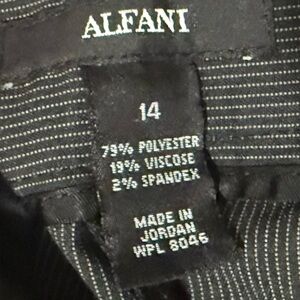 ALFANI
14
79% POLYESTER
19% VISCOSE
2% SPANDEX
MADE IN
JORDAN
WPL 8046